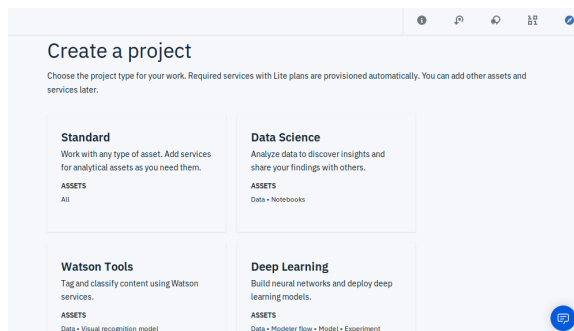 Create a project
Choose the project type for your work. Required services with Lite plans are provisioned automatically. You can add other assets and
services later.
Standard
Work with any type of asset. Add services
for analytical assets as you need them.
ASSETS
All
Data Science
Analyze data to discover insights and
share your findings with others.
ASSETS
Data • Notebooks
Watson Tools
Tag and classify content using Watson
services.
ASSETS
Data • Visual recognition model
Deep Learning
Build neural networks and deploy deep
learning models.
ASSETS
Data • Modeler flow • Model • Experiment